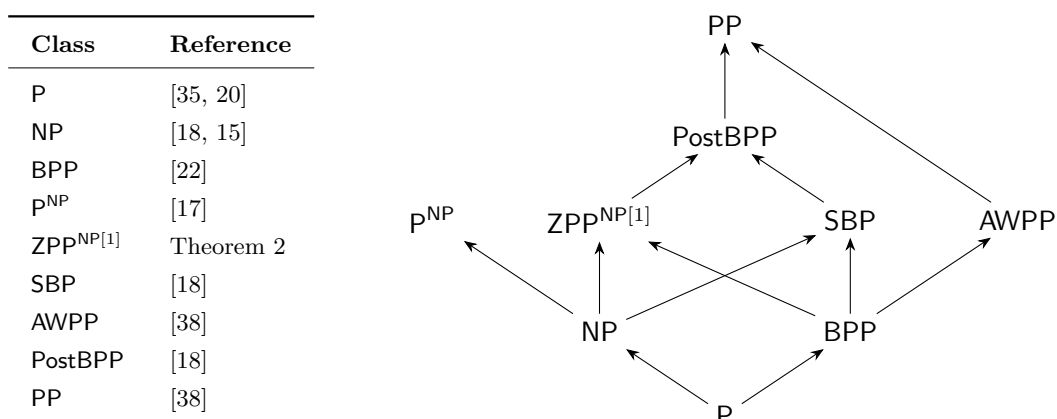 Class Reference
P [35, 20]
NP [18, 15]
BPP [22]
P^NP [17]
ZPP^NP[1] Theorem 2
SBP [18]
AWPP [38]
PostBPP [18]
PP [38]
PP
PostBPP
P^NP ZPP^NP[1] SBP AWPP
NP BPP
P